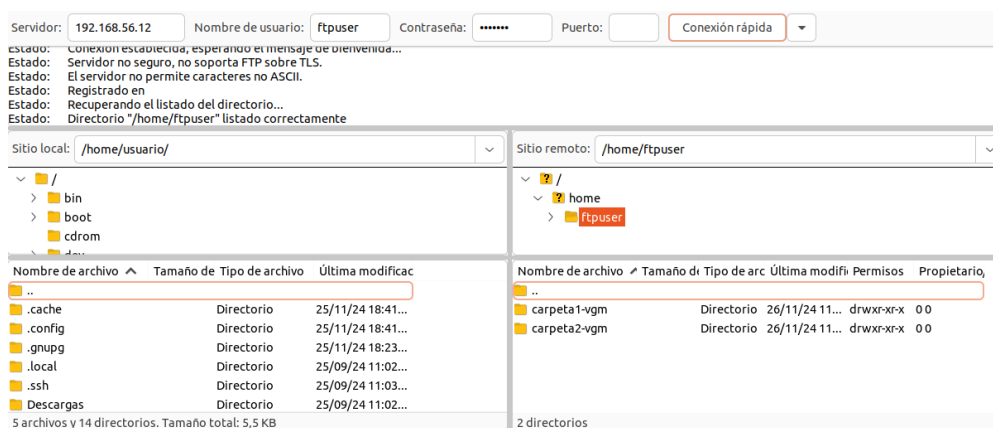 Servidor: 192.168.56.12 Nombre de usuario: ftpuser Contraseña: ••••••• Puerto: Conexión rápida
Estado: Conexión establecida, esperando el mensaje de bienvenida...
Estado: Servidor no seguro, no soporta FTP sobre TLS.
Estado: El servidor no permite caracteres no ASCII.
Estado: Registrado en
Estado: Recuperando el listado del directorio...
Estado: Directorio "/home/ftpuser" listado correctamente
Sitio local: /home/usuario/
/
bin
boot
cdrom
dev
Nombre de archivo Tamaño de Tipo de archivo Última modificac
..
.cache Directorio 25/11/24 18:41...
.config Directorio 25/11/24 18:41...
.gnupg Directorio 25/11/24 18:23...
.local Directorio 25/09/24 11:02...
.ssh Directorio 25/09/24 11:03...
Descargas Directorio 25/09/24 11:02...
5 archivos y 14 directorios. Tamaño total: 5,5 KB
Sitio remoto: /home/ftpuser
/
home
ftpuser
Nombre de archivo Tamaño de Tipo de arc Última modifi Permisos Propietario/
..
carpeta1-vgm Directorio 26/11/24 11... drwxr-xr-x 0 0
carpeta2-vgm Directorio 26/11/24 11... drwxr-xr-x 0 0
2 directorios